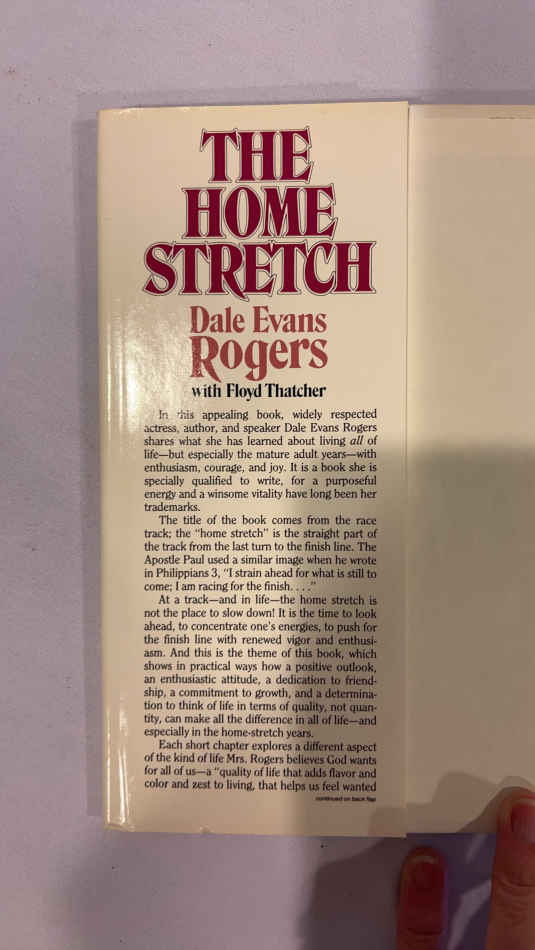 THE
HOME
STRETCH
Dale Evans
Rogers
with Floyd Thatcher
In this appealing book, widely respected
actress, author, and speaker Dale Evans Rogers
shares what she has learned about living all of
life—but especially the mature adult years—with
enthusiasm, courage, and joy. It is a book she is
specially qualified to write, for a purposeful
energy and a winsome vitality have long been her
trademarks.
The title of the book comes from the race
track; the “home stretch” is the straight part of
the track from the last turn to the finish line. The
Apostle Paul used a similar image when he wrote
in Philippians 3, “I strain ahead for what is still to
come; I am racing for the finish. . . .”
At a track—and in life—the home stretch is
not the place to slow down! It is the time to look
ahead, to concentrate one’s energies, to push for
the finish line with renewed vigor and enthusi-
asm. And this is the theme of this book, which
shows in practical ways how a positive outlook,
an enthusiastic attitude, a dedication to friend-
ship, a commitment to growth, and a determina-
tion to think of life in terms of quality, not quan-
tity, can make all the difference in all of life—and
especially in the home-stretch years.
Each short chapter explores a different aspect
of the kind of life Mrs. Rogers believes God wants
for all of us—a “quality of life that adds flavor and
color and zest to living, that helps us feel wanted
continued on back flap